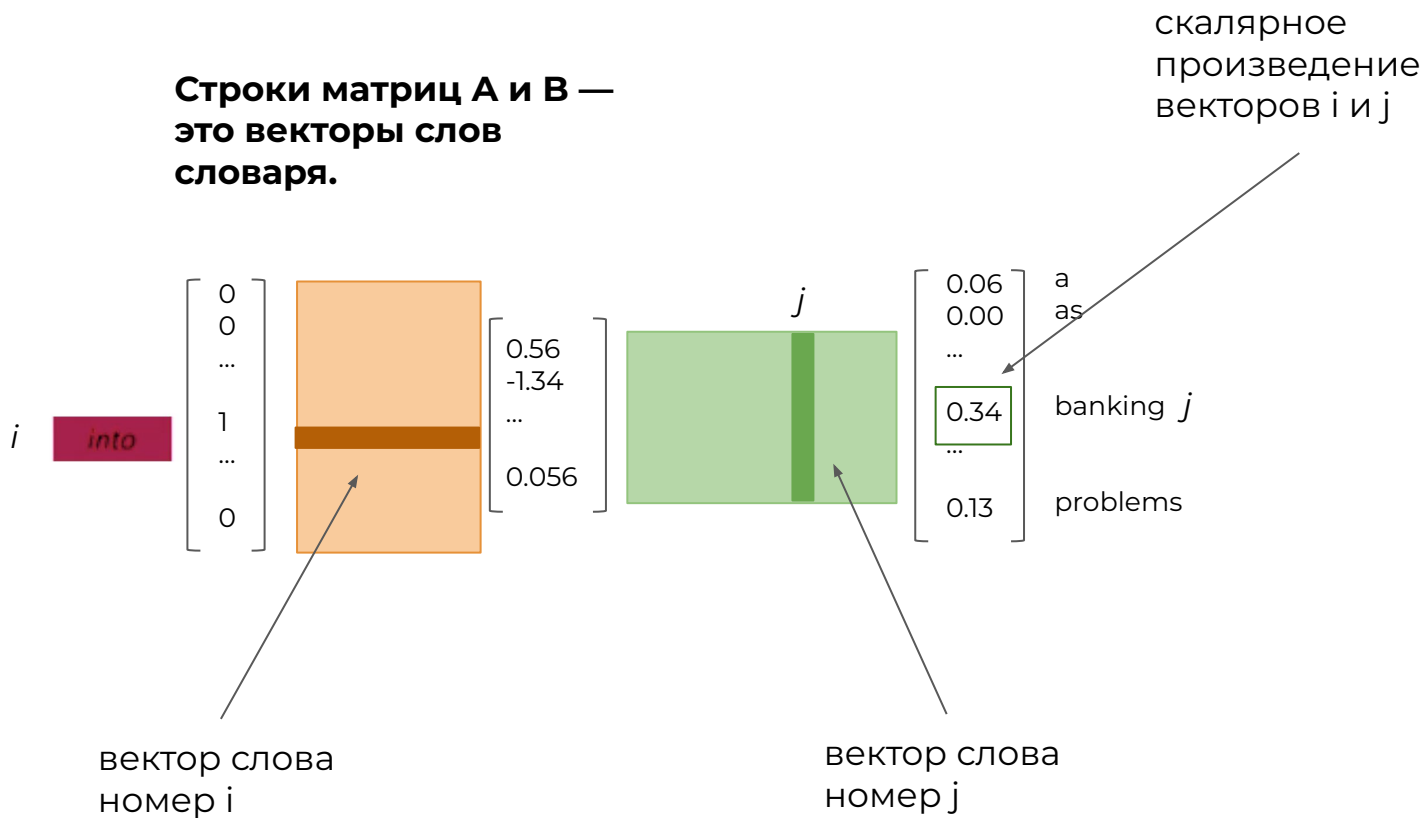 скалярное
произведение
векторов i и j
Строки матриц А и В —
это векторы слов
словаря.
i
into
0
0
...
1
...
0
0.56
-1.34
...
0.056
j
0.06
0.00
...
0.34
...
0.13
a
as
banking j
problems
вектор слова
номер i
вектор слова
номер j